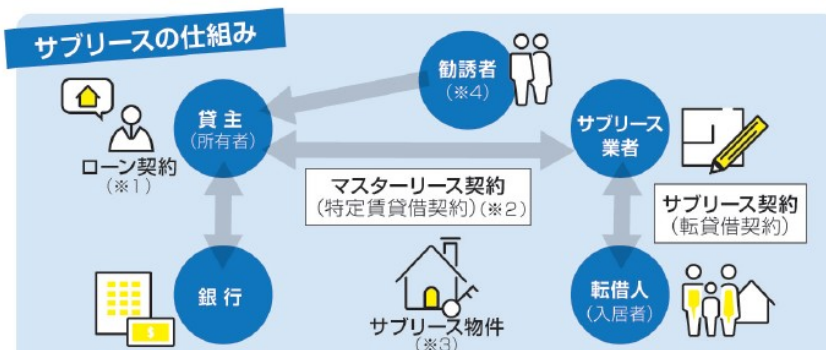 サブリースの仕組み
勧誘者
(※4)
貸主
(所有者)
サブリース
業者
ローン契約
(※1)
マスターリース契約
(特定賃貸借契約)(※2)
サブリース契約
(転貸借契約)
銀行
$
サブリース物件
(※3)
転借人
(入居者)